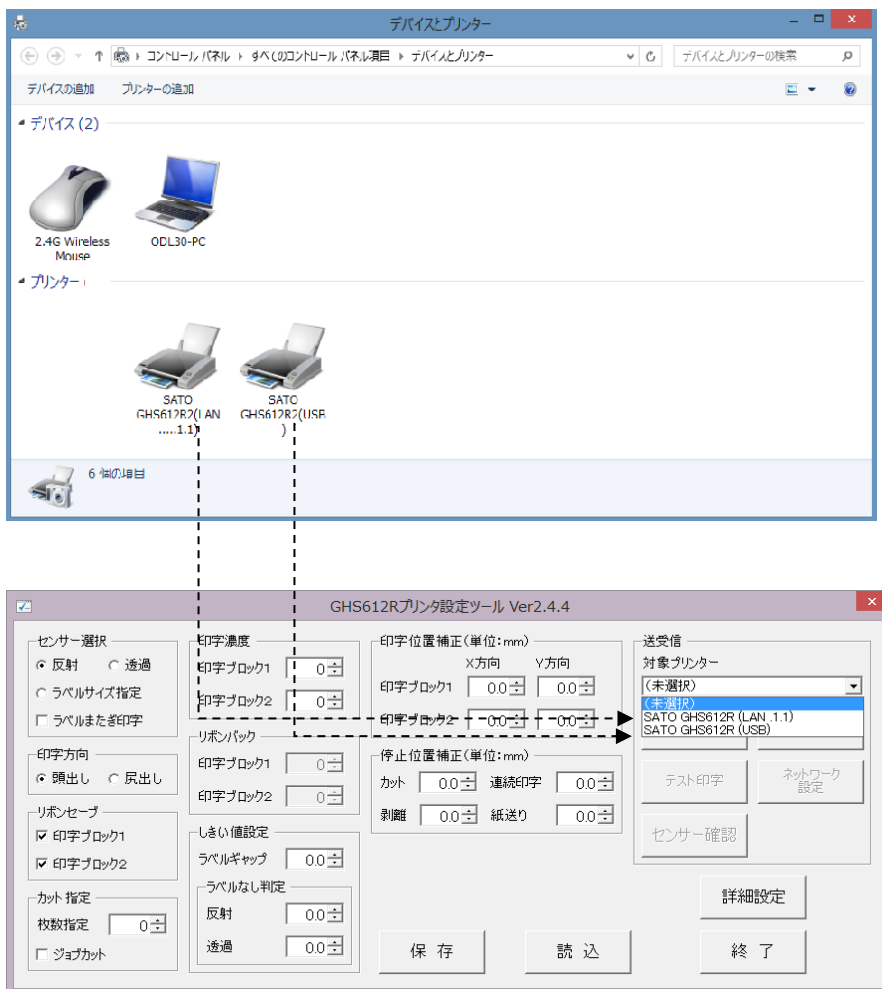 デバイスとプリンター
コントロール パネル すべてのコントロール パネル項目 デバイスとプリンター
デバイスとプリンターの検索
デバイスの追加 プリンターの追加
デバイス (2)
2.4G Wireless
Mouse
ODL30-PC
プリンター
SATO
GHS612R2(LAN
.....1.1)
SATO
GHS612R2(USB
)
6 個の項目
GHS612Rプリンタ設定ツール Ver2.4.4
センサー選択
反射 透過
ラベルサイズ指定
ラベルまたぎ印字
印字方向
頭出し 尻出し
リボンセーブ
印字ブロック1
印字ブロック2
カット 指定
枚数指定 0
ジョブカット
印字濃度
印字ブロック1 0
印字ブロック2 0
リボンバック
印字ブロック1 0
印字ブロック2 0
しきい値設定
ラベルギャップ 0.0
ラベルなし判定
反射 0.0
透過 0.0
印字位置補正(単位:mm)
X方向 Y方向
印字ブロック1 0.0 0.0
印字ブロック2 0.0 0.0
停止位置補正(単位:mm)
カット 0.0 連続印字 0.0
剥離 0.0 紙送り 0.0
送受信
対象プリンター
(未選択)
(未選択)
SATO GHS612R (LAN .1.1)
SATO GHS612R (USB)
テスト印字 ネットワーク
設定
センサー確認
詳細設定
保 存 読 込 終 了